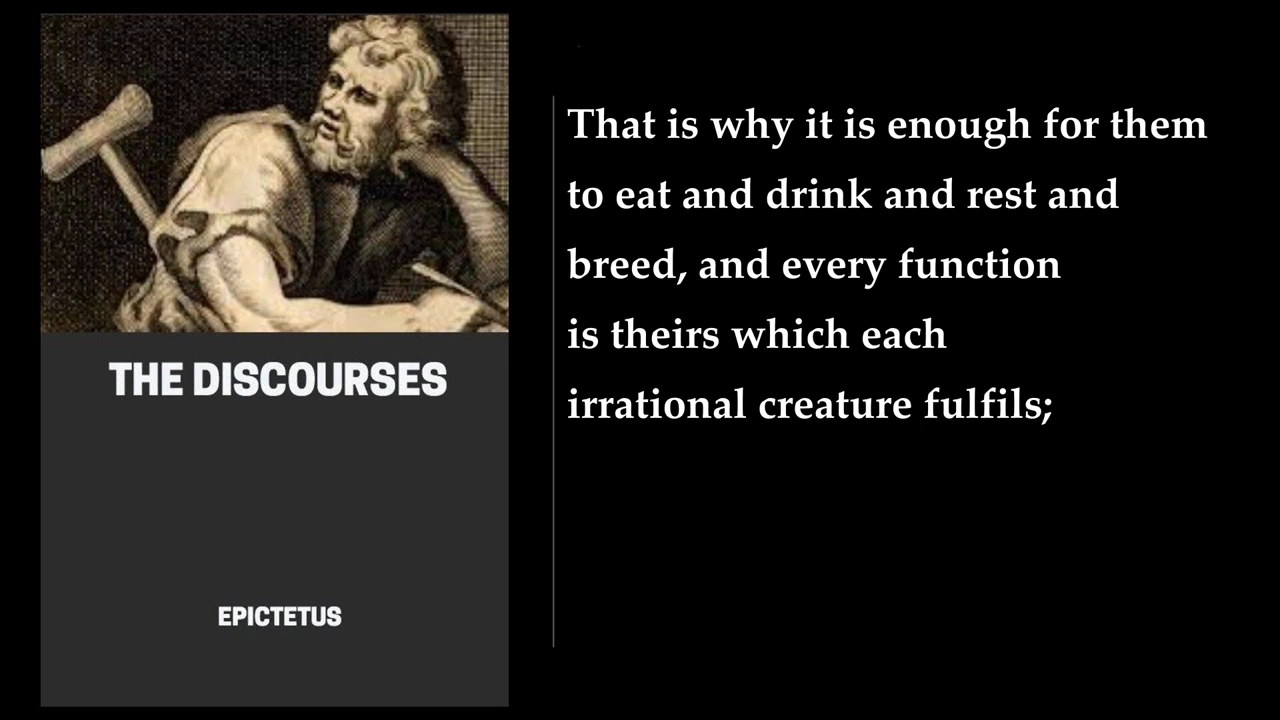 THE DISCOURSES
EPICTETUS
That is why it is enough for them
to eat and drink and rest and
breed, and every function
is theirs which each
irrational creature fulfils;